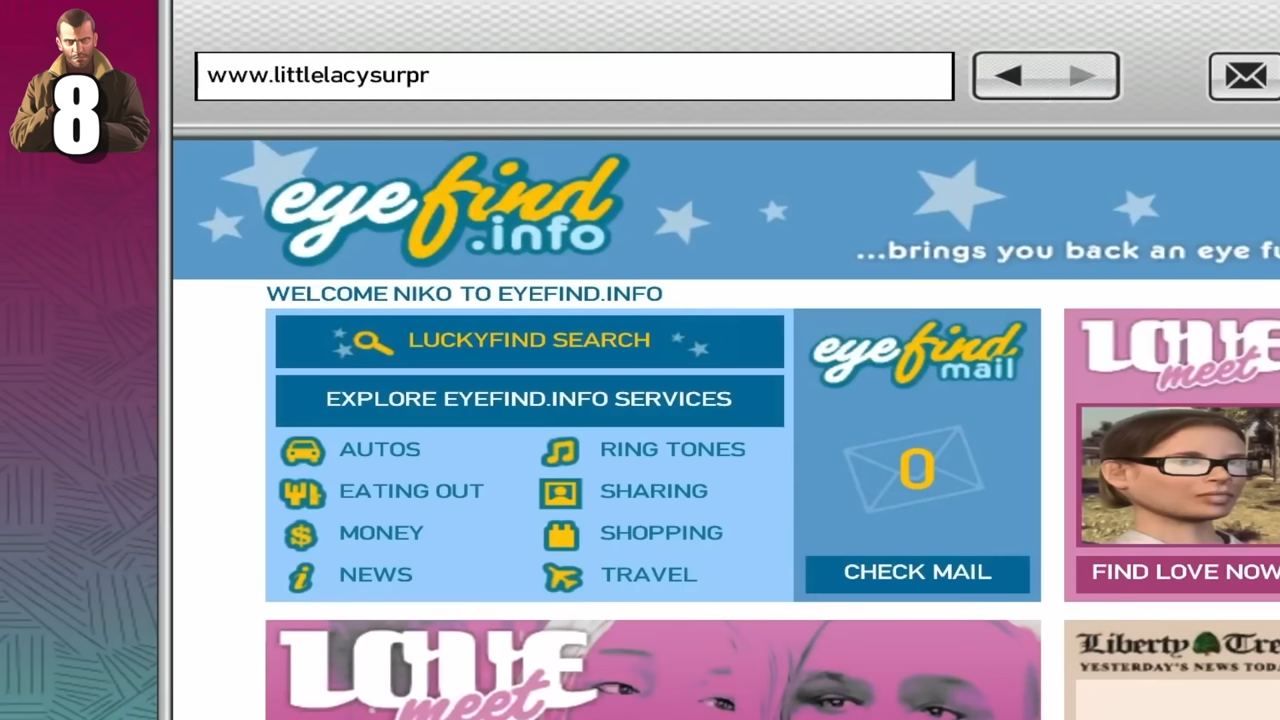 8
www.littlelacysurpr
eyefind.info
...brings you back an eye fu
WELCOME NIKO TO EYEFIND.INFO
LUCKYFIND SEARCH
EXPLORE EYEFIND.INFO SERVICES
AUTOS
RING TONES
EATING OUT
SHARING
MONEY
SHOPPING
NEWS
TRAVEL
eyefind mail
0
CHECK MAIL
LOVE
meet
FIND LOVE NOW
LOVE
meet
Liberty Tre
YESTERDAY'S NEWS TODA